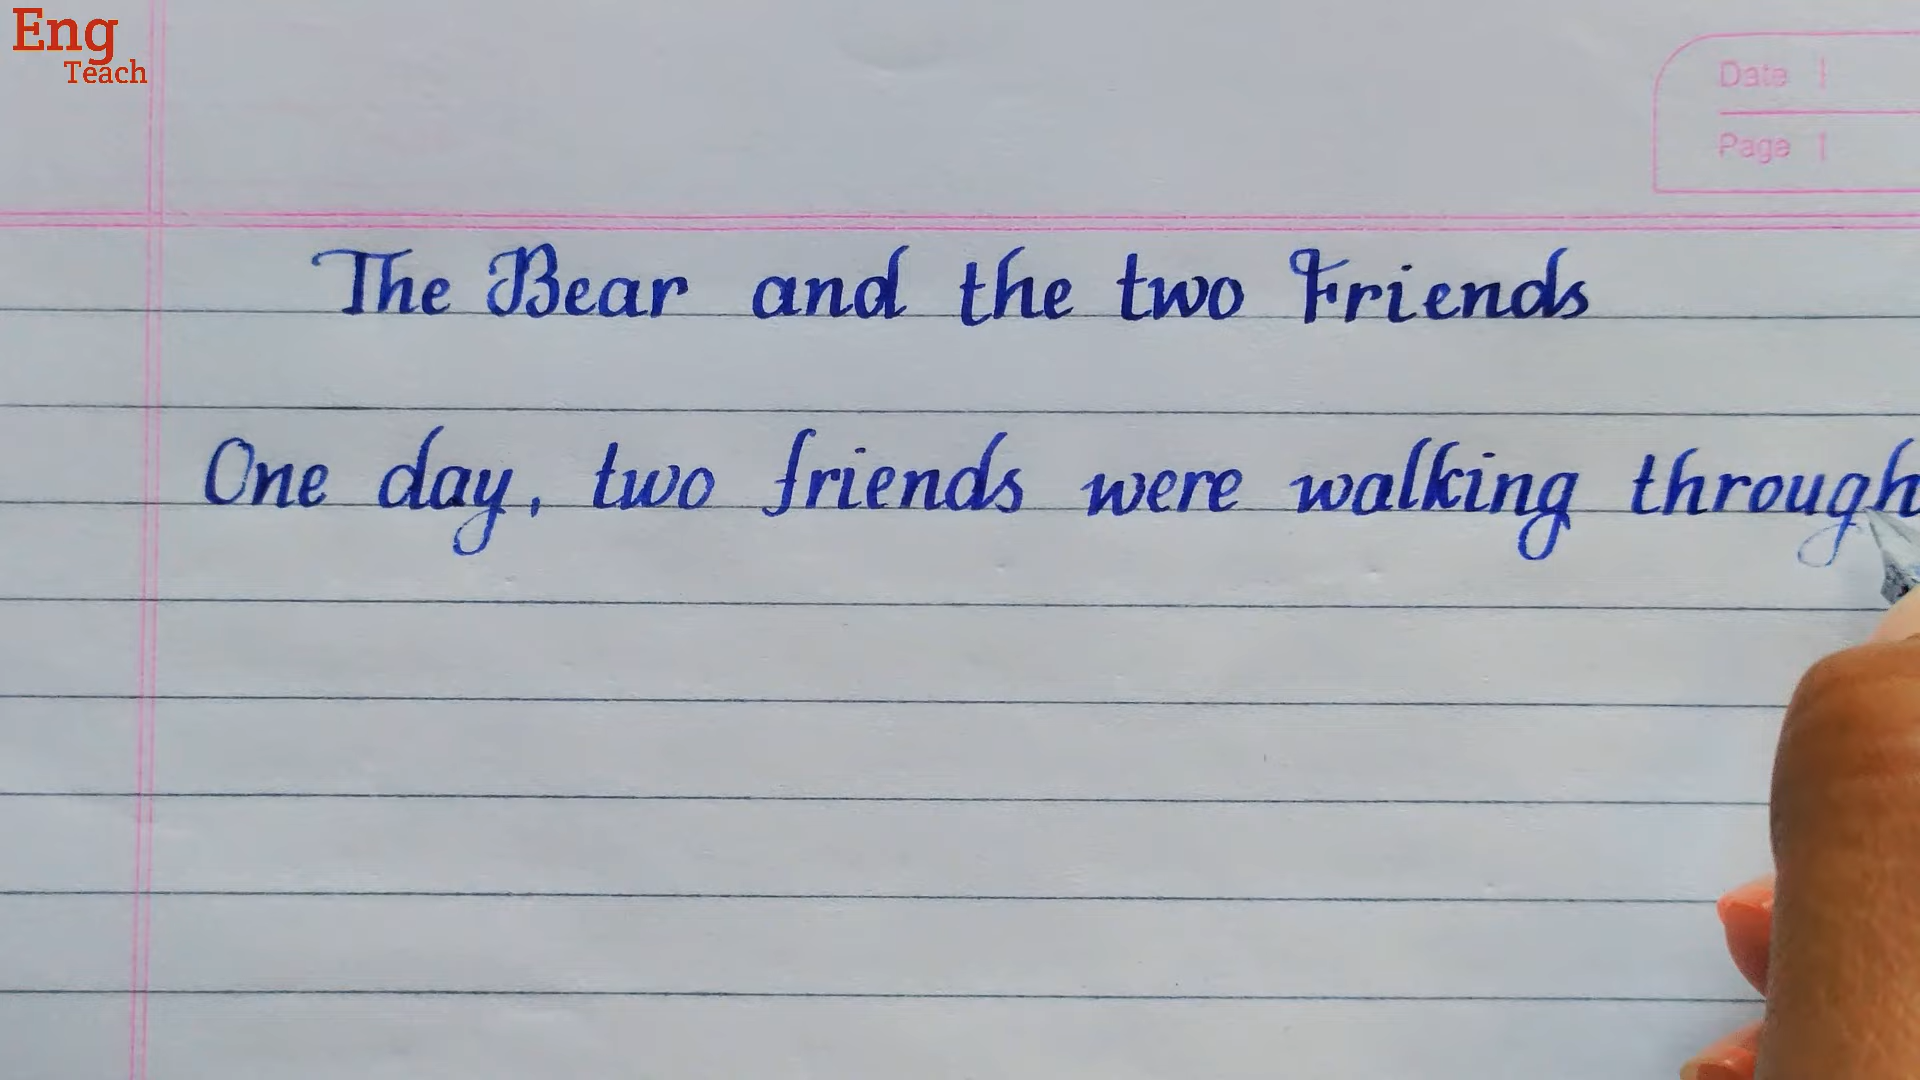 Eng
Teach
Date
Page
The Bear and the two Friends
One day, two friends were walking through